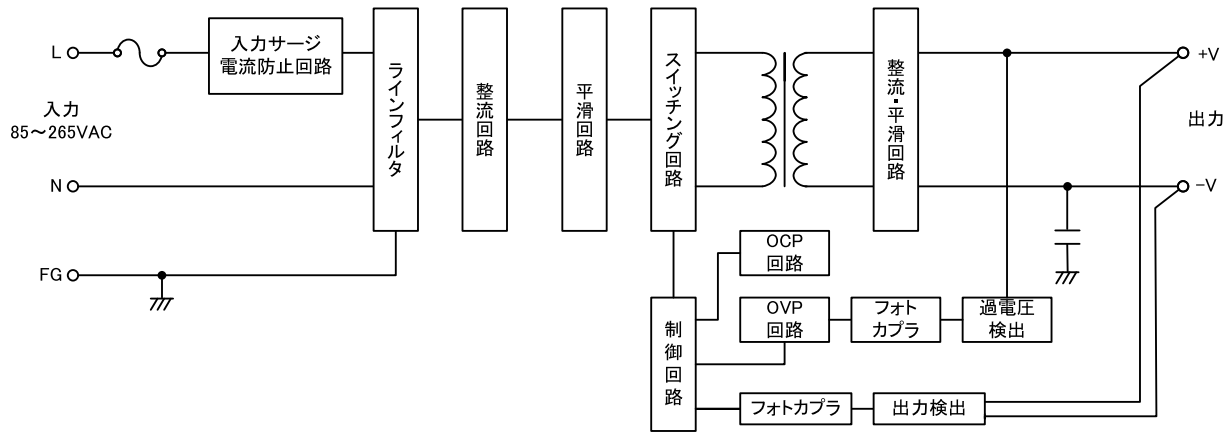 L
入力サージ
電流防止回路
入力
85～265VAC
N
FG
ラインフィルタ
整流回路
平滑回路
スイッチング回路
整流・平滑回路
+V
出力
-V
OCP
回路
制御回路
OVP
回路
フォト
カプラ
過電圧
検出
フォトカプラ
出力検出